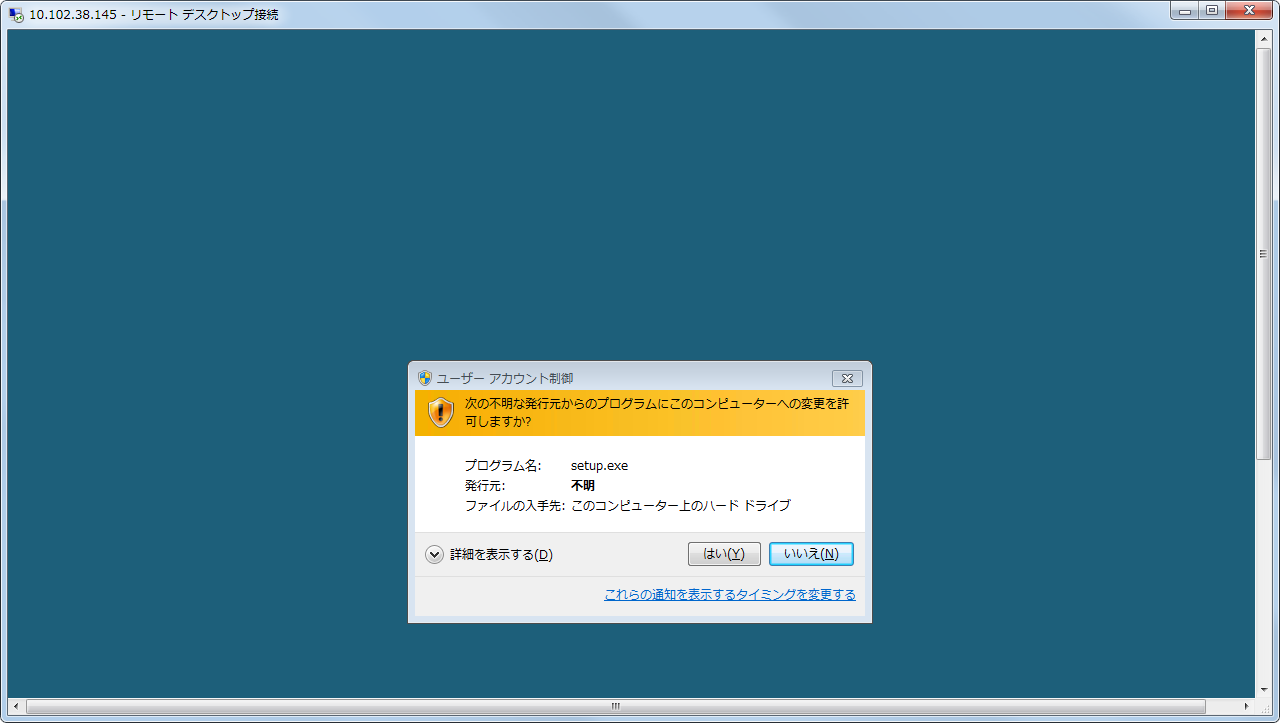 10.102.38.145 - リモート デスクトップ接続
ユーザー アカウント制御
次の不明な発行元からのプログラムにこのコンピューターへの変更を許
可しますか?
プログラム名: setup.exe
発行元: 不明
ファイルの入手先: このコンピューター上のハード ドライブ
詳細を表示する(D) はい(Y) いいえ(N)
これらの通知を表示するタイミングを変更する